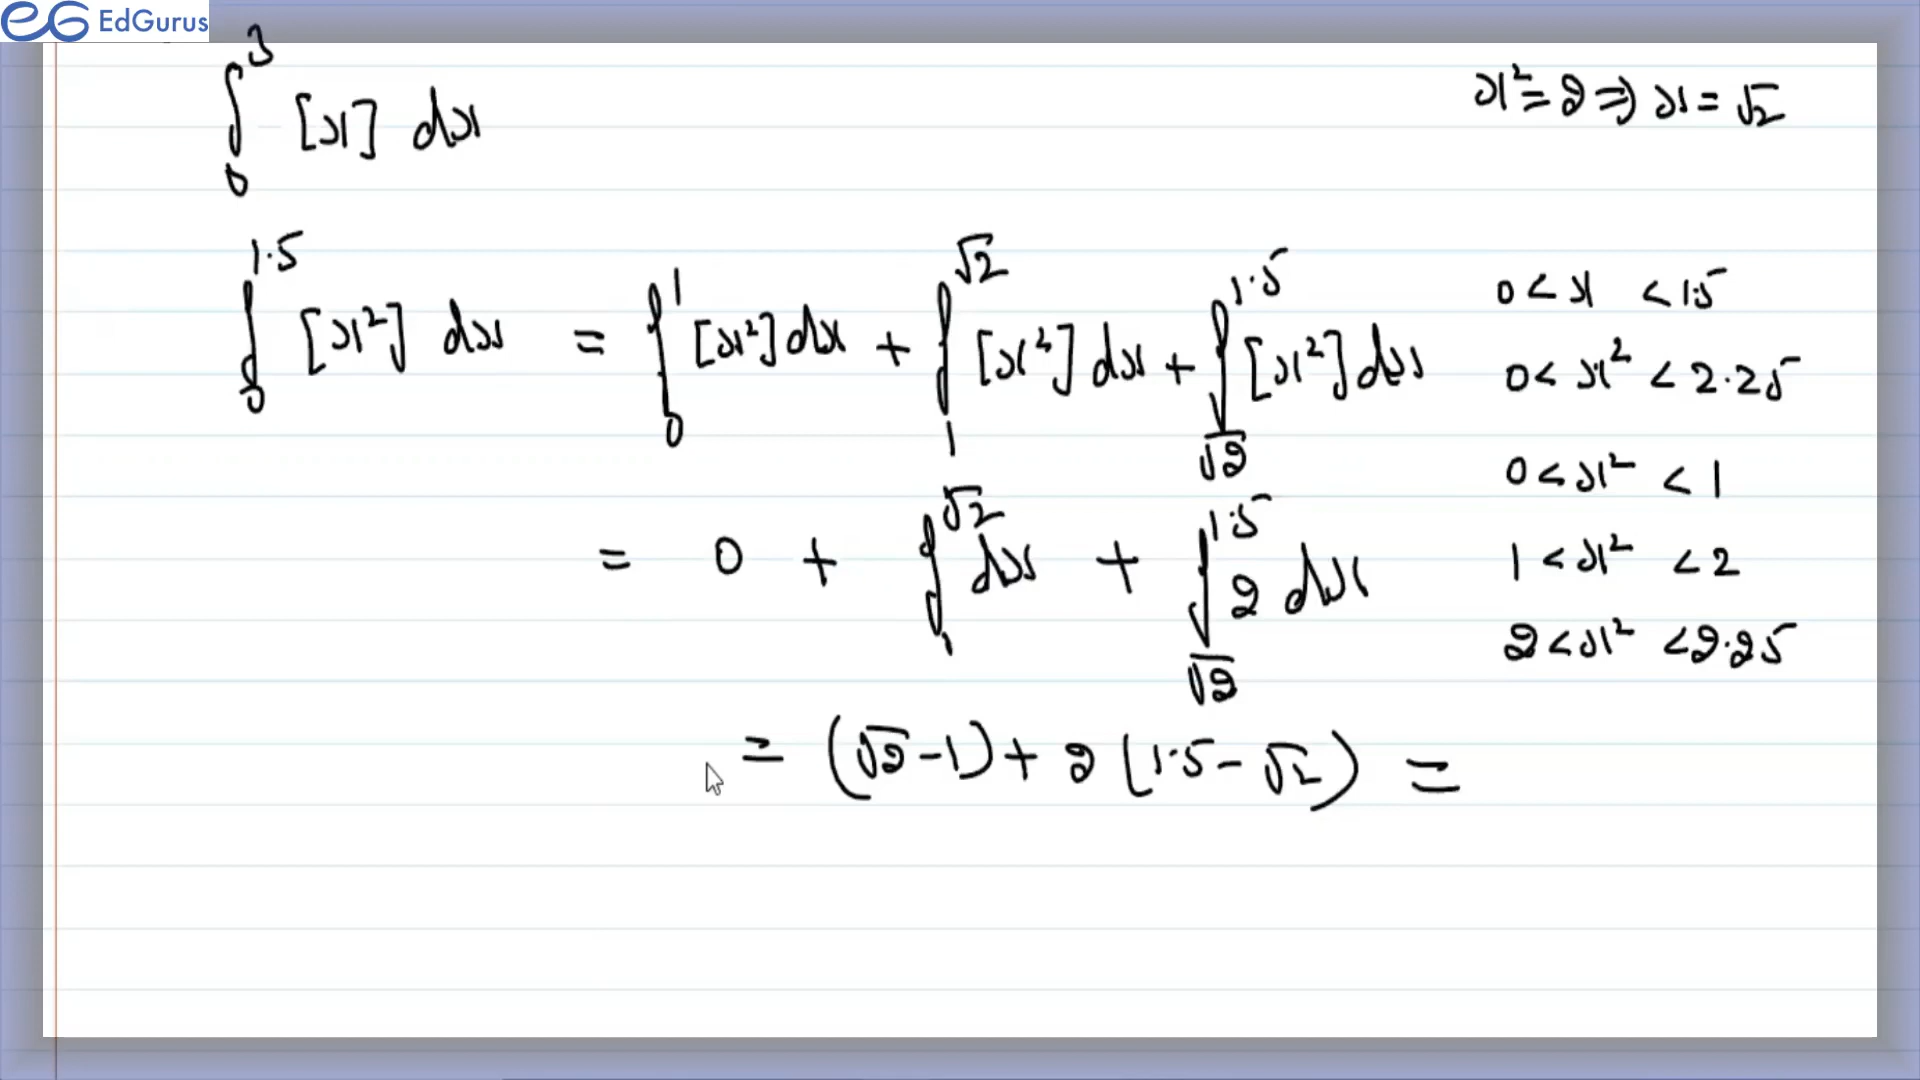 EdGurus
∫₀³ [x] dx
x² = 2 ⇒ x = √2
∫₀^1.5 [x²] dx = ∫₀¹ [x²] dx + ∫₁^√2 [x²] dx + ∫_√2^1.5 [x²] dx
0 < x < 1.5
0 < x² < 2.25
0 < x² < 1
= 0 + ∫₁^√2 dx + ∫_√2^1.5 2 dx
1 < x² < 2
2 < x² < 2.25
= (√2 - 1) + 2 (1.5 - √2) =